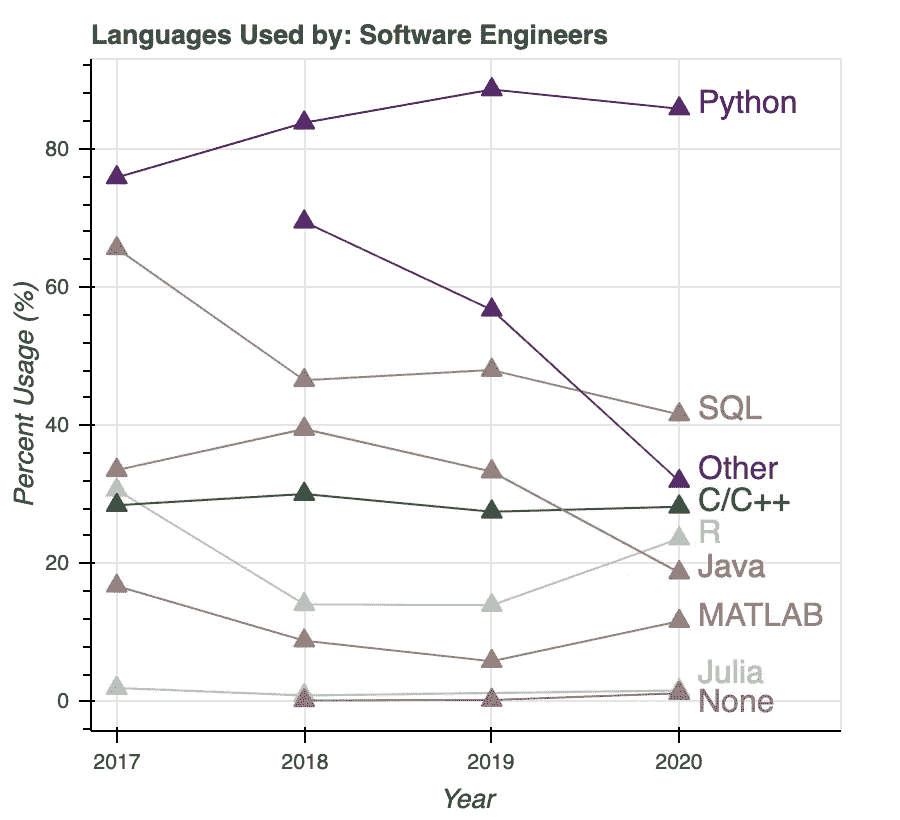 Languages Used by: Software Engineers
Percent Usage (%)
80
60
40
20
0
Python
SQL
Other
C/C++
R
Java
MATLAB
Julia
None
2017
2018
2019
2020
Year